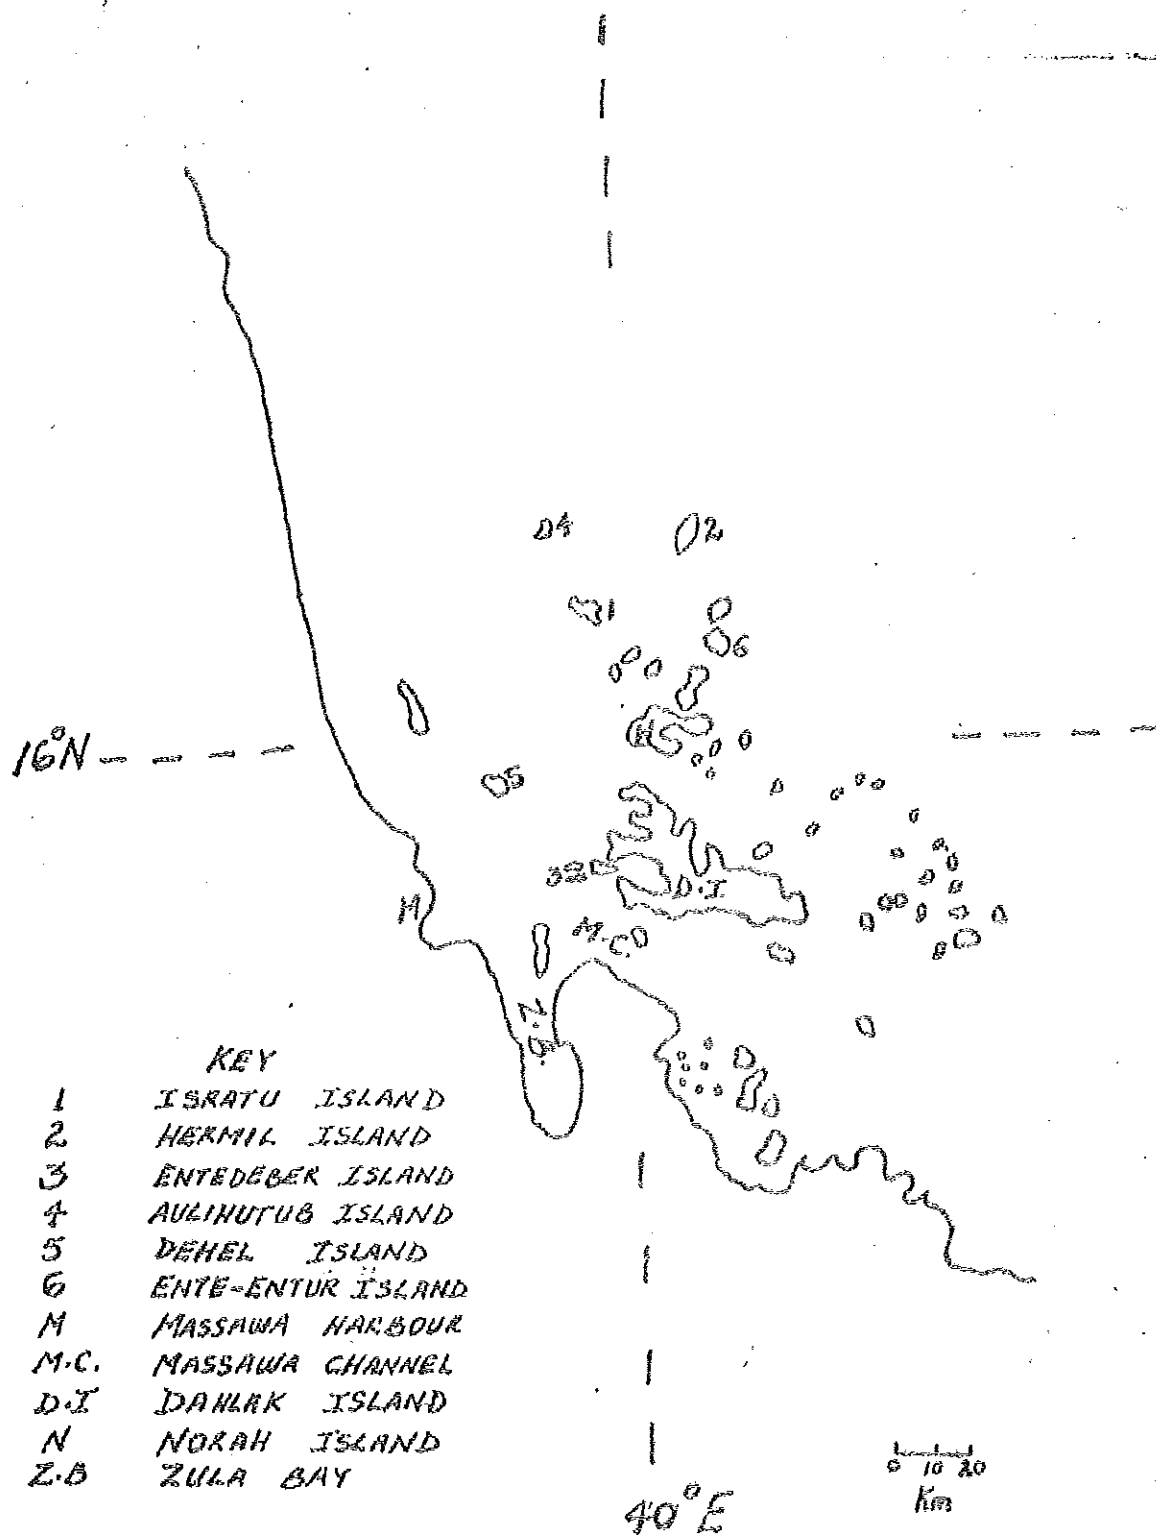 4
2
1
6
N
16°N
5
3
D.I
M
M.C
Z.B.
KEY
1 ISRATU ISLAND
2 HERMIL ISLAND
3 ENTEDEBER ISLAND
4 AULIHUTUB ISLAND
5 DEHEL ISLAND
6 ENTE-ENTUR ISLAND
M MASSAWA HARBOUR
M.C. MASSAWA CHANNEL
D.I DAHLAK ISLAND
N NORAH ISLAND
Z.B ZULA BAY
0 10 20
Km
40°E